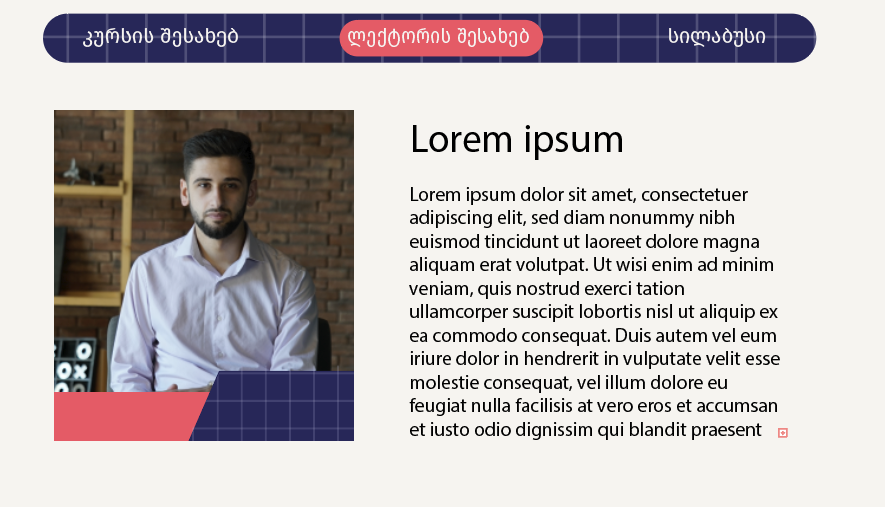 კურსის შესახებ
ლექტორის შესახებ
სილაბუსი
Lorem ipsum
Lorem ipsum dolor sit amet, consectetuer
adipiscing elit, sed diam nonummy nibh
euismod tincidunt ut laoreet dolore magna
aliquam erat volutpat. Ut wisi enim ad minim
veniam, quis nostrud exerci tation
ullamcorper suscipit lobortis nisl ut aliquip ex
ea commodo consequat. Duis autem vel eum
iriure dolor in hendrerit in vulputate velit esse
molestie consequat, vel illum dolore eu
feugiat nulla facilisis at vero eros et accumsan
et iusto odio dignissim qui blandit praesent